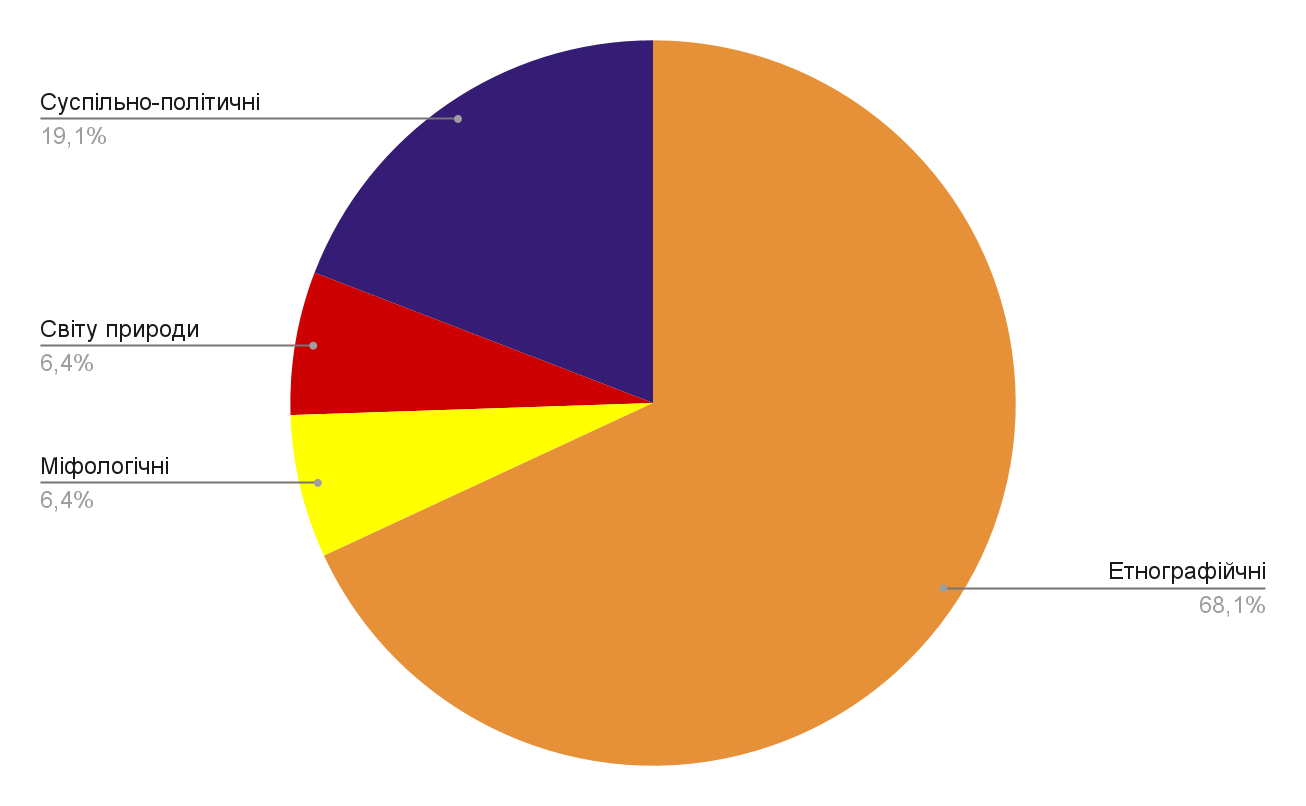 Суспільно-політичні
19,1%
Світу природи
6,4%
Міфологічні
6,4%
Етнографійчні
68,1%